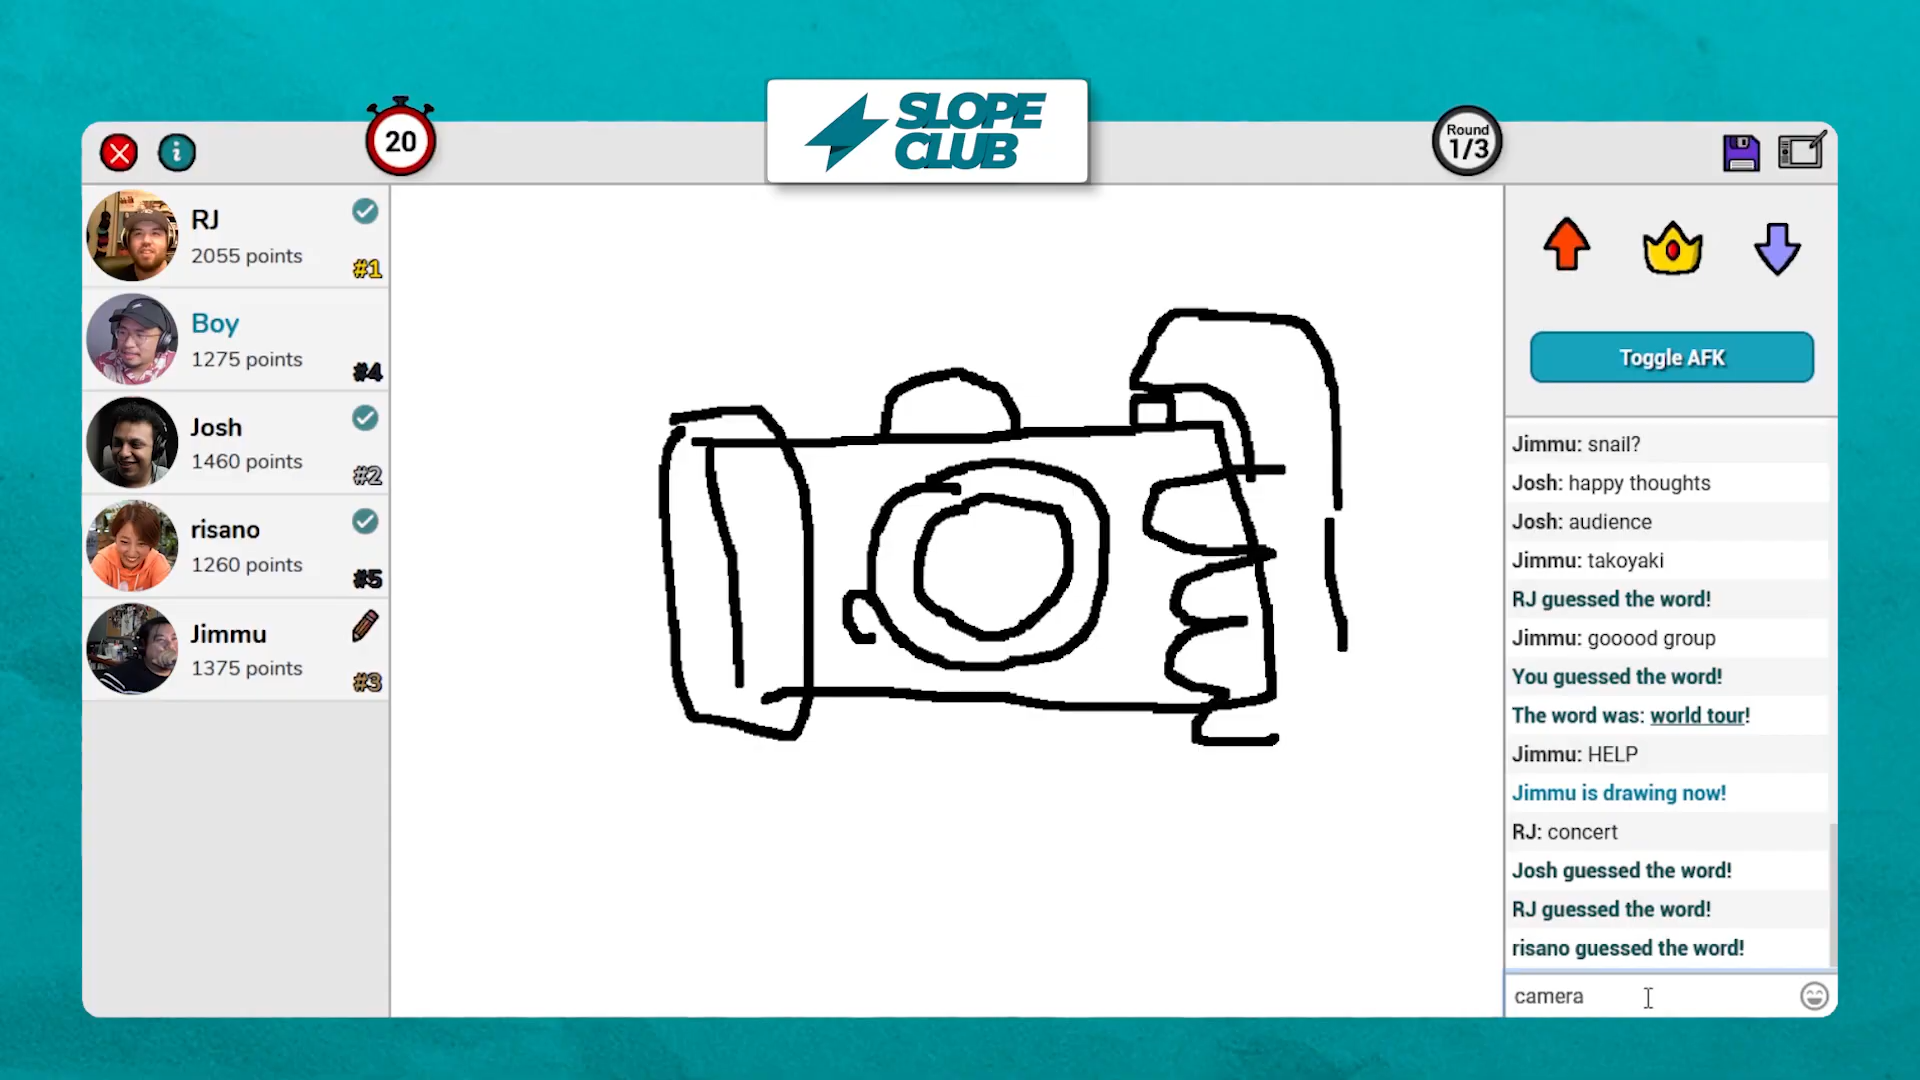 SLOPE
CLUB
20
Round
1/3
RJ
2055 points
#1
Boy
1275 points
#4
Josh
1460 points
#2
risano
1260 points
#5
Jimmu
1375 points
#3
Toggle AFK
Jimmu: snail?
Josh: happy thoughts
Josh: audience
Jimmu: takoyaki
RJ guessed the word!
Jimmu: gooood group
You guessed the word!
The word was: world tour!
Jimmu: HELP
Jimmu is drawing now!
RJ: concert
Josh guessed the word!
RJ guessed the word!
risano guessed the word!
camera